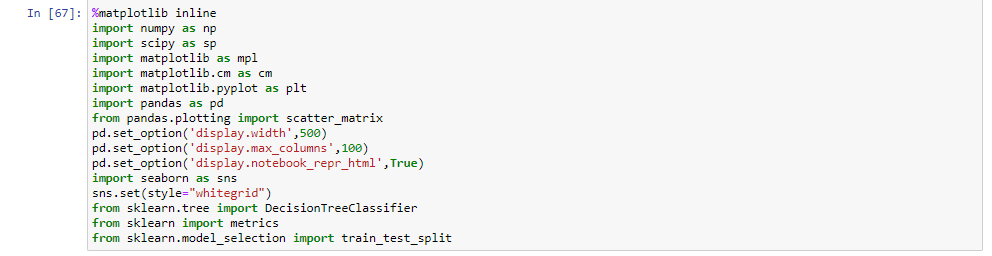 In [67]: %matplotlib inline
import numpy as np
import scipy as sp
import matplotlib as mpl
import matplotlib.cm as cm
import matplotlib.pyplot as plt
import pandas as pd
from pandas.plotting import scatter_matrix
pd.set_option('display.width',500)
pd.set_option('display.max_columns',100)
pd.set_option('display.notebook_repr_html',True)
import seaborn as sns
sns.set(style="whitegrid")
from sklearn.tree import DecisionTreeClassifier
from sklearn import metrics
from sklearn.model_selection import train_test_split